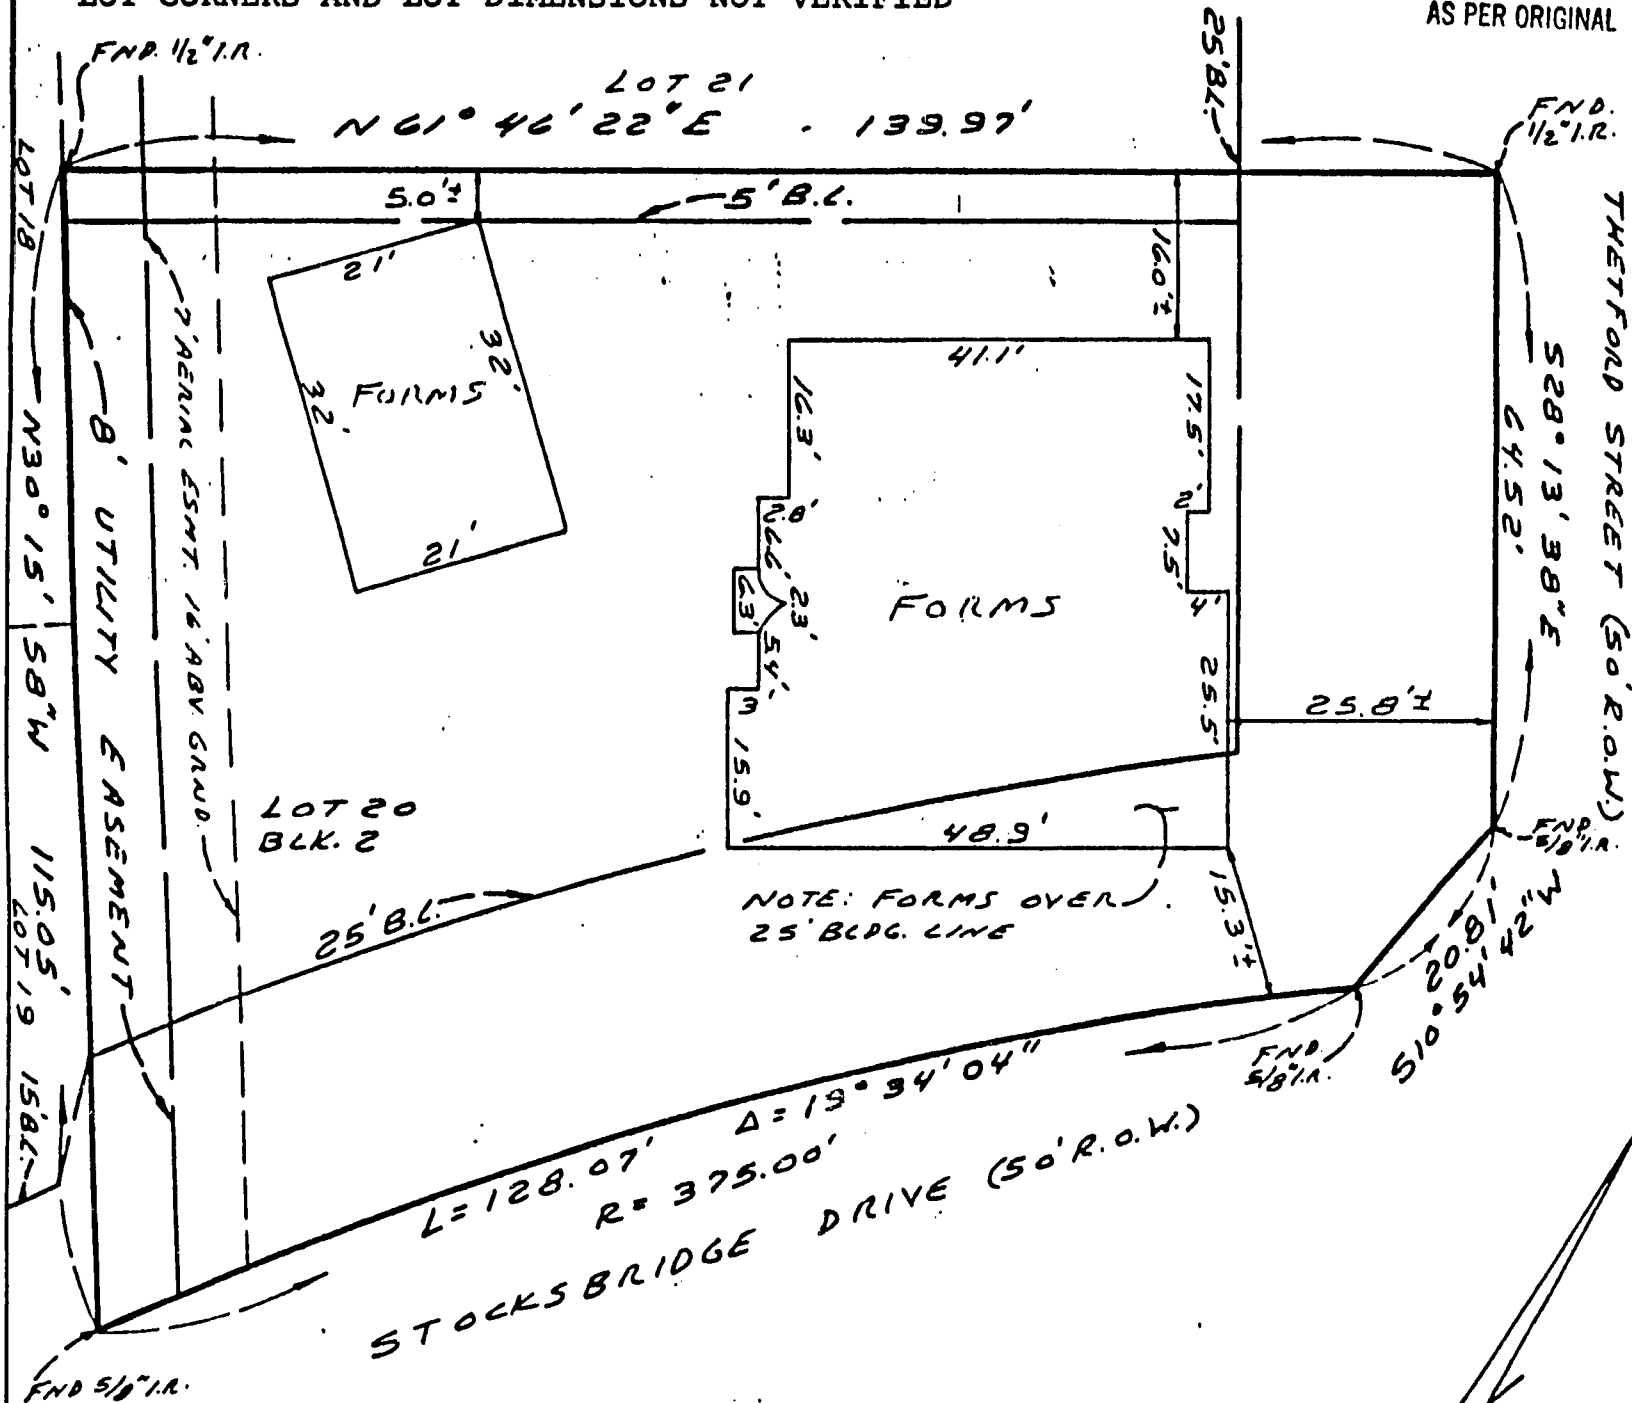 LOT CORNERS AND LOT DIMENSIONS NOT VERIFIED
AS PER ORIGINAL
FND. 1/2" I.R.
LOT 21
N 61° 46' 22" E . 139.97'
25' BL.
FND.
1/2" I.R.
LOT 18
5.0'±
5' B.L.
16.0'±
THETFORD STREET (50' R.O.W.)
S28° 13' 38" E
64.52'
21'
32'
32'
FORMS
21'
7' AERIAL ESMT. 16' ABV. GRND.
8' UTILITY EASEMENT
N30° 15' 58" W 115.05'
LOT 19
15' BL.
41.1'
16.3'
17.5'
2.8'
2'
6.6'
7.5'
6.3'
2.3'
4'
FORMS
5.4'
3'
25.5'
15.9'
25.8'±
LOT 20
BLK. 2
48.9'
25' B.L.
NOTE: FORMS OVER
25' BLDG. LINE
15.3'±
FND.
5/8" I.R.
20.81'
S10° 54' 42" W
FND.
5/8" I.R.
L= 128.07' Δ= 19° 34' 04"
R= 375.00'
STOCKSBRIDGE DRIVE (50' R.O.W.)
FND 5/8" I.R.